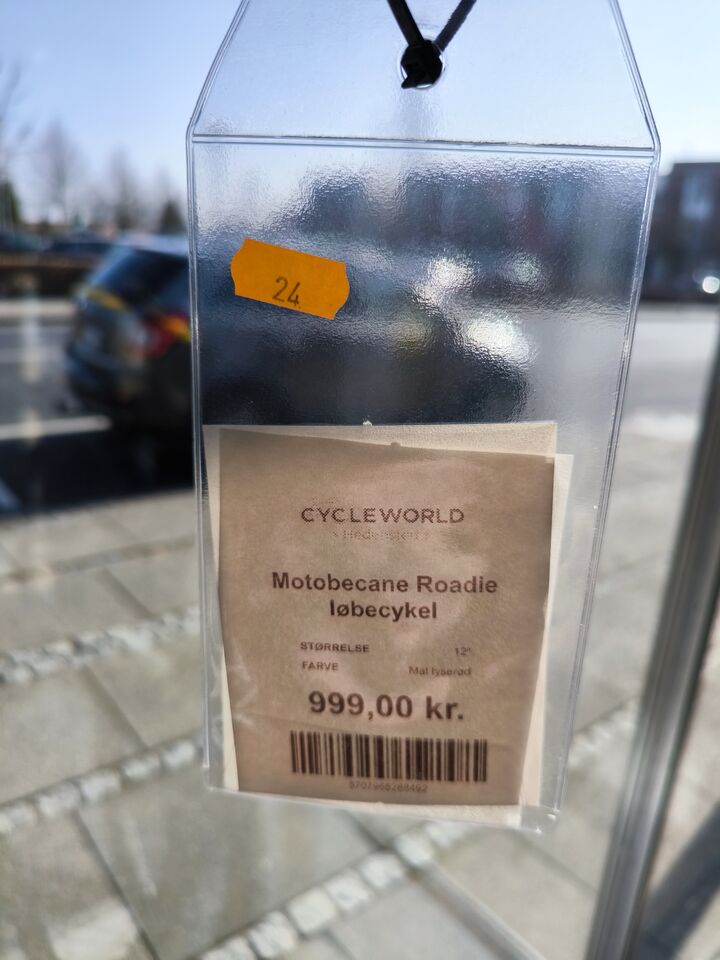 24
CYCLEWORLD
Motobecane Roadie
løbecykel
STØRRELSE 12"
FARVE Mat lyserød
999,00 kr.